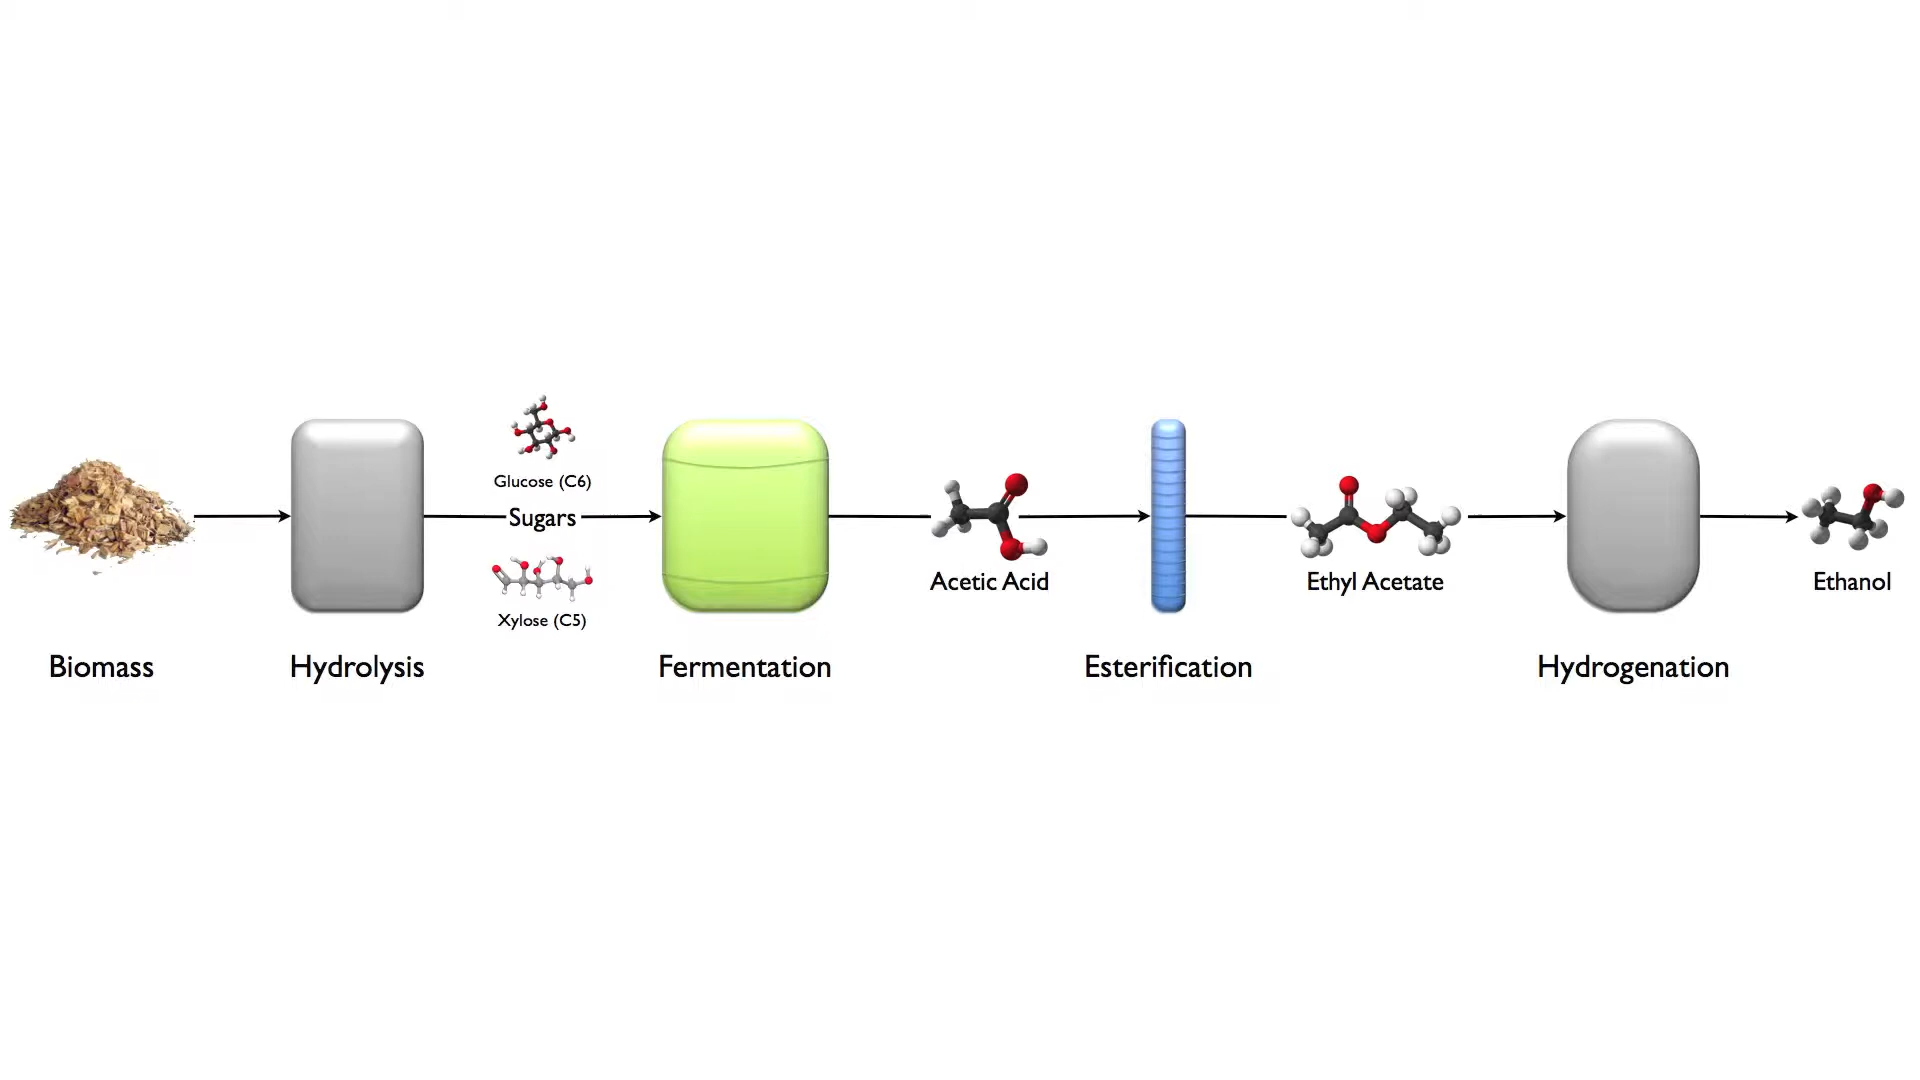 Glucose (C6)
Sugars
Xylose (C5)
Acetic Acid
Ethyl Acetate
Ethanol
Biomass
Hydrolysis
Fermentation
Esterification
Hydrogenation